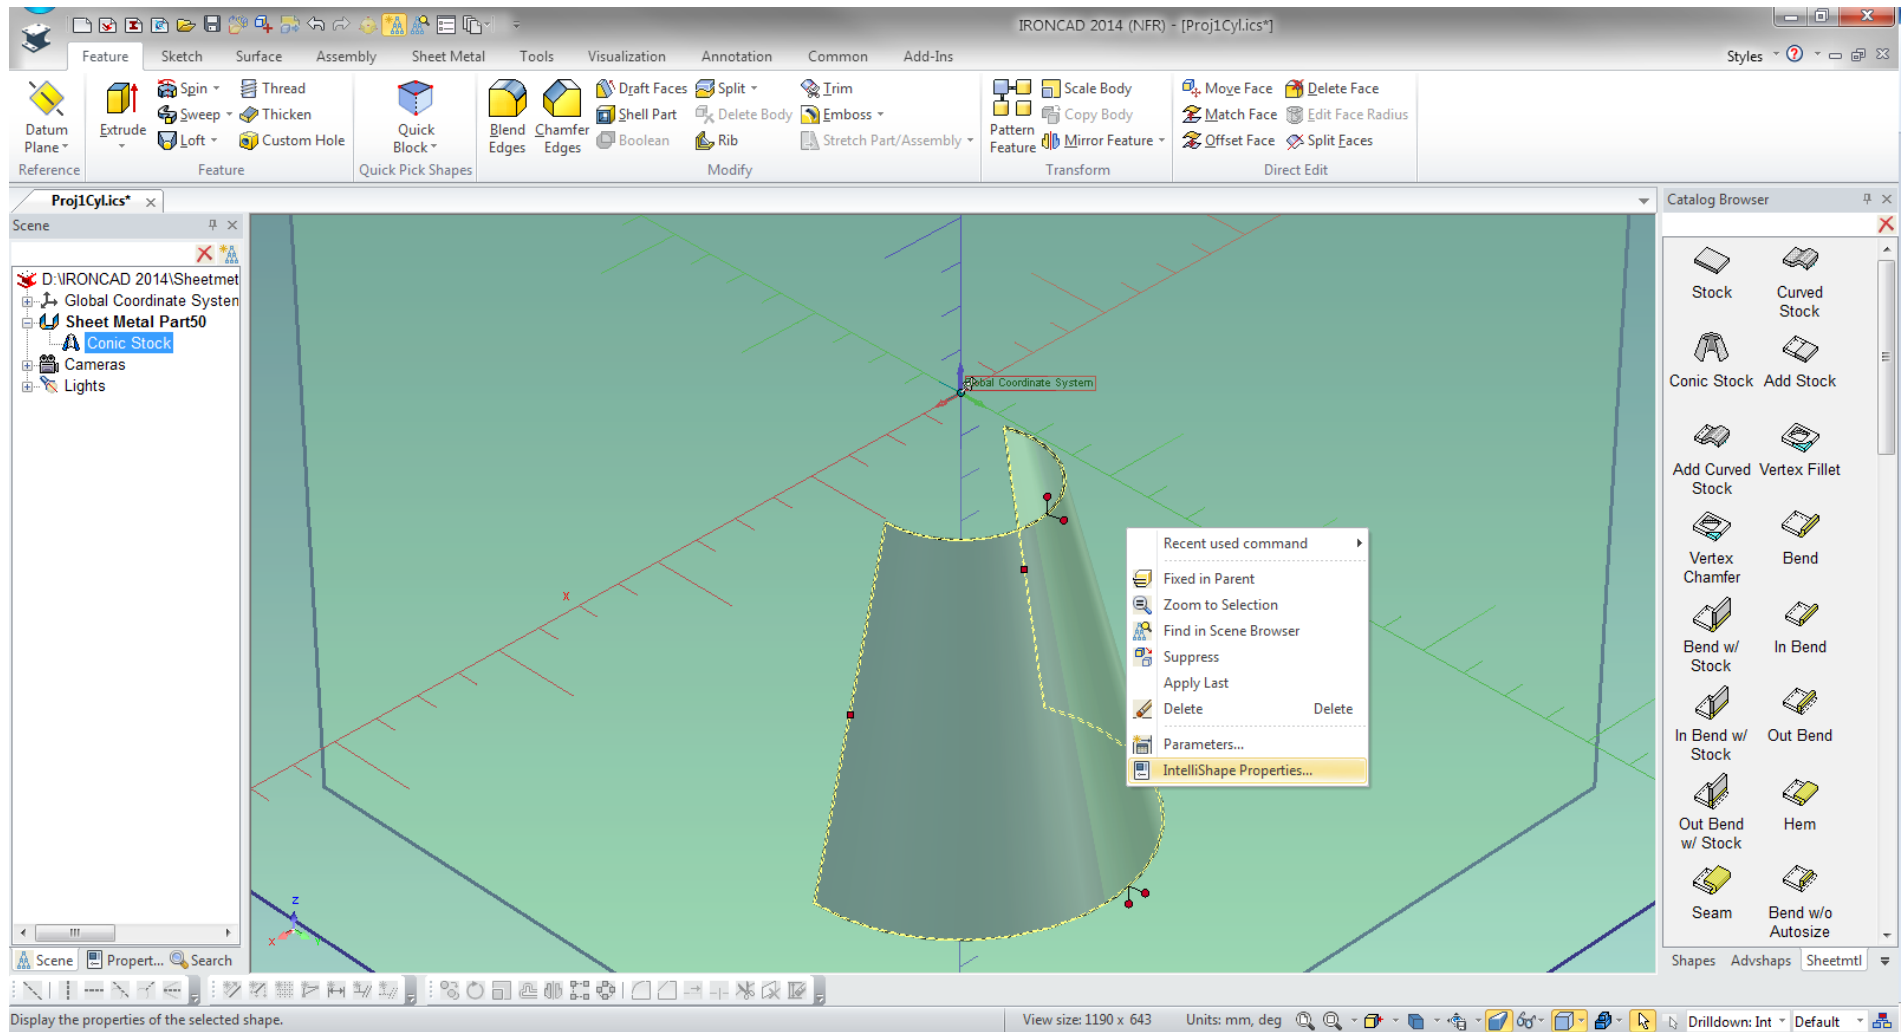 IRONCAD 2014 (NFR) - [Proj1Cyl.ics*]
Feature Sketch Surface Assembly Sheet Metal Tools Visualization Annotation Common Add-Ins Styles
Datum Plane
Extrude
Spin
Sweep
Loft
Thread
Thicken
Custom Hole
Quick Block
Blend Edges
Chamfer Edges
Draft Faces
Shell Part
Boolean
Split
Delete Body
Rib
Trim
Emboss
Stretch Part/Assembly
Pattern Feature
Scale Body
Copy Body
Mirror Feature
Move Face
Match Face
Offset Face
Delete Face
Edit Face Radius
Split Faces
Reference Feature Quick Pick Shapes Modify Transform Direct Edit
Proj1Cyl.ics*
Scene
D:\IRONCAD 2014\Sheetmet
Global Coordinate System
Sheet Metal Part50
Conic Stock
Cameras
Lights
Scene Propert... Search
X
Z
X
Recent used command
Fixed in Parent
Zoom to Selection
Find in Scene Browser
Suppress
Apply Last
Delete Delete
Parameters...
IntelliShape Properties...
Catalog Browser
Stock
Curved Stock
Conic Stock
Add Stock
Add Curved Stock
Vertex Fillet
Vertex Chamfer
Bend
Bend w/ Stock
In Bend
In Bend w/ Stock
Out Bend
Out Bend w/ Stock
Hem
Seam
Bend w/o Autosize
Shapes Advshaps Sheetmtl
Display the properties of the selected shape.
View size: 1190 x 643 Units: mm, deg Drilldown: Int Default